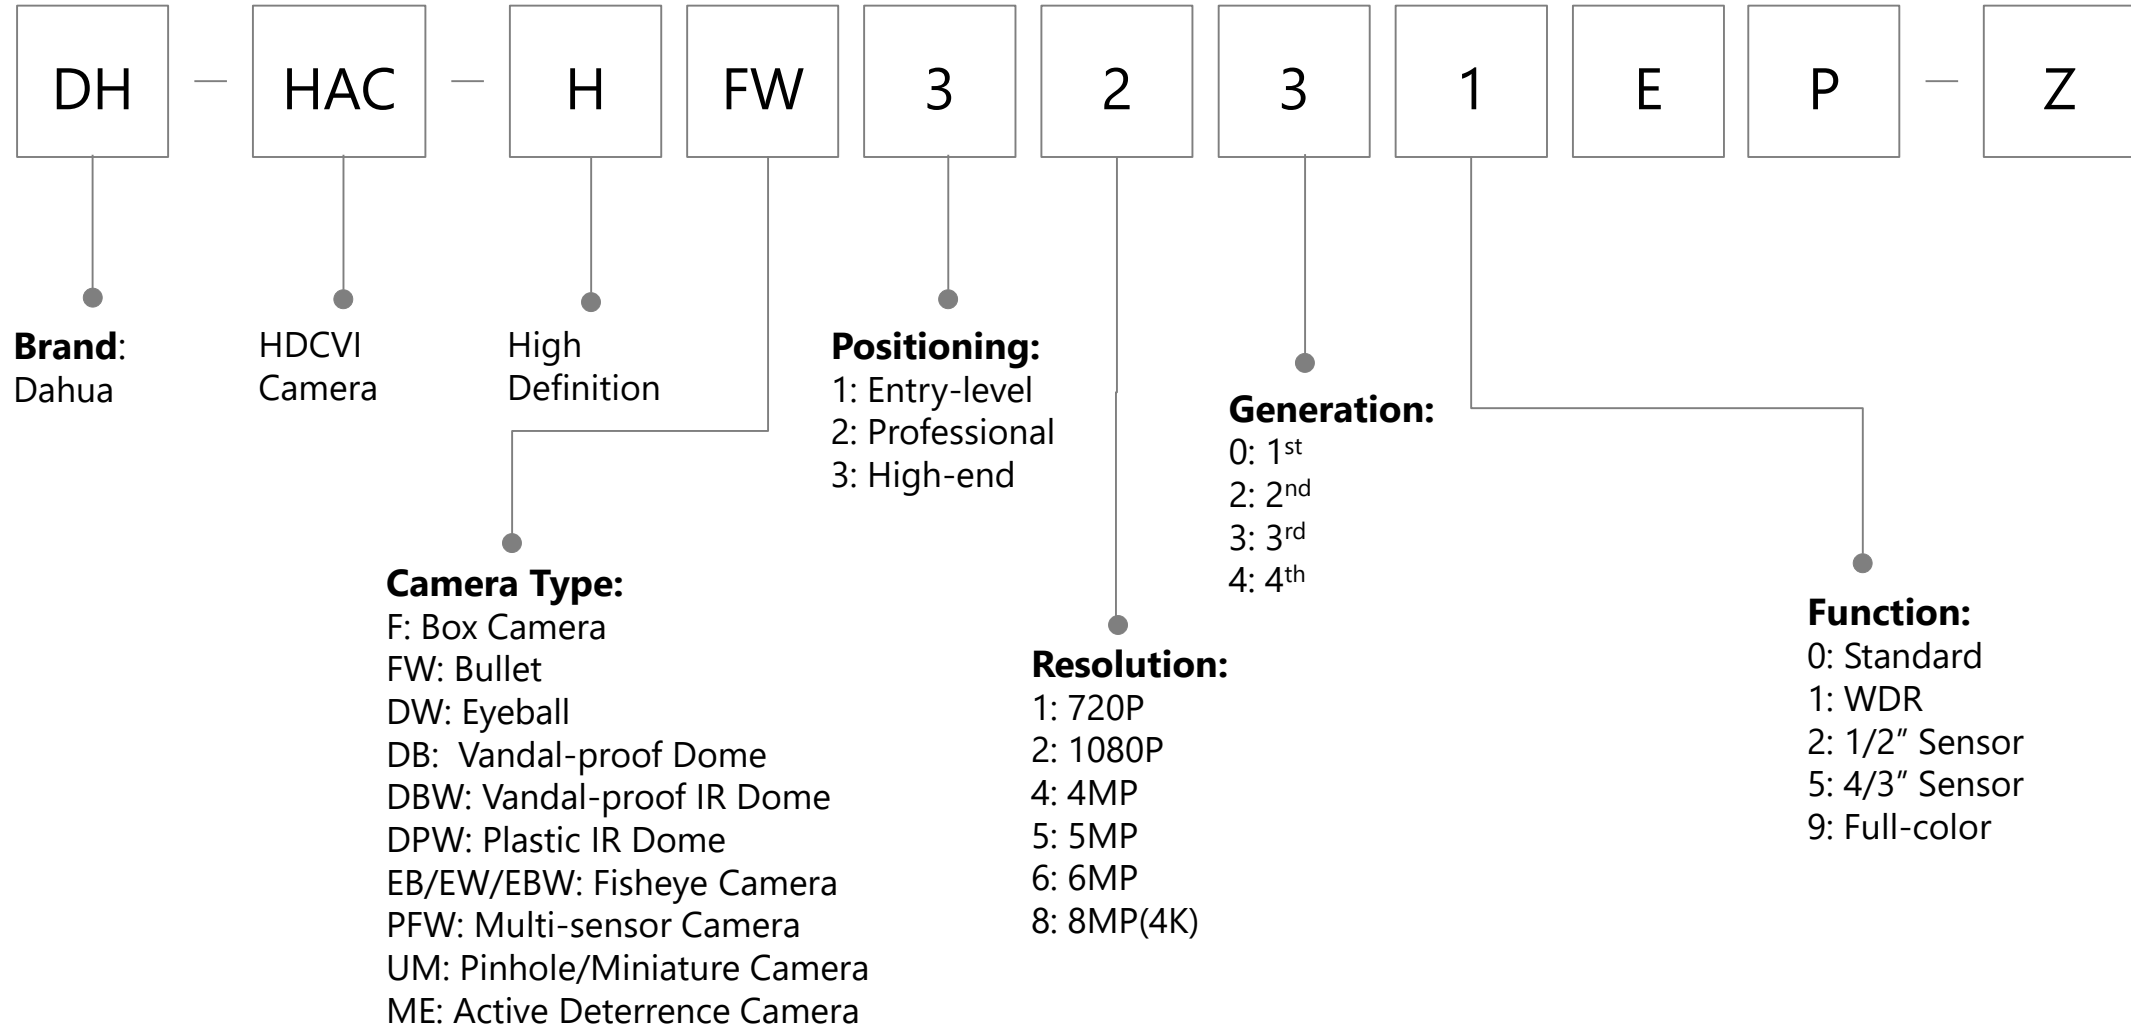 DH — HAC — H FW 3 2 3 1 E P — Z
Brand:
Dahua
HDCVI
Camera
High
Definition
Positioning:
1: Entry-level
2: Professional
3: High-end
Generation:
0: 1st
2: 2nd
3: 3rd
4: 4th
Camera Type:
F: Box Camera
FW: Bullet
DW: Eyeball
DB:  Vandal-proof Dome
DBW: Vandal-proof IR Dome
DPW: Plastic IR Dome
EB/EW/EBW: Fisheye Camera
PFW: Multi-sensor Camera
UM: Pinhole/Miniature Camera
ME: Active Deterrence Camera
Resolution:
1: 720P
2: 1080P
4: 4MP
5: 5MP
6: 6MP
8: 8MP(4K)
Function:
0: Standard
1: WDR
2: 1/2” Sensor
5: 4/3” Sensor
9: Full-color